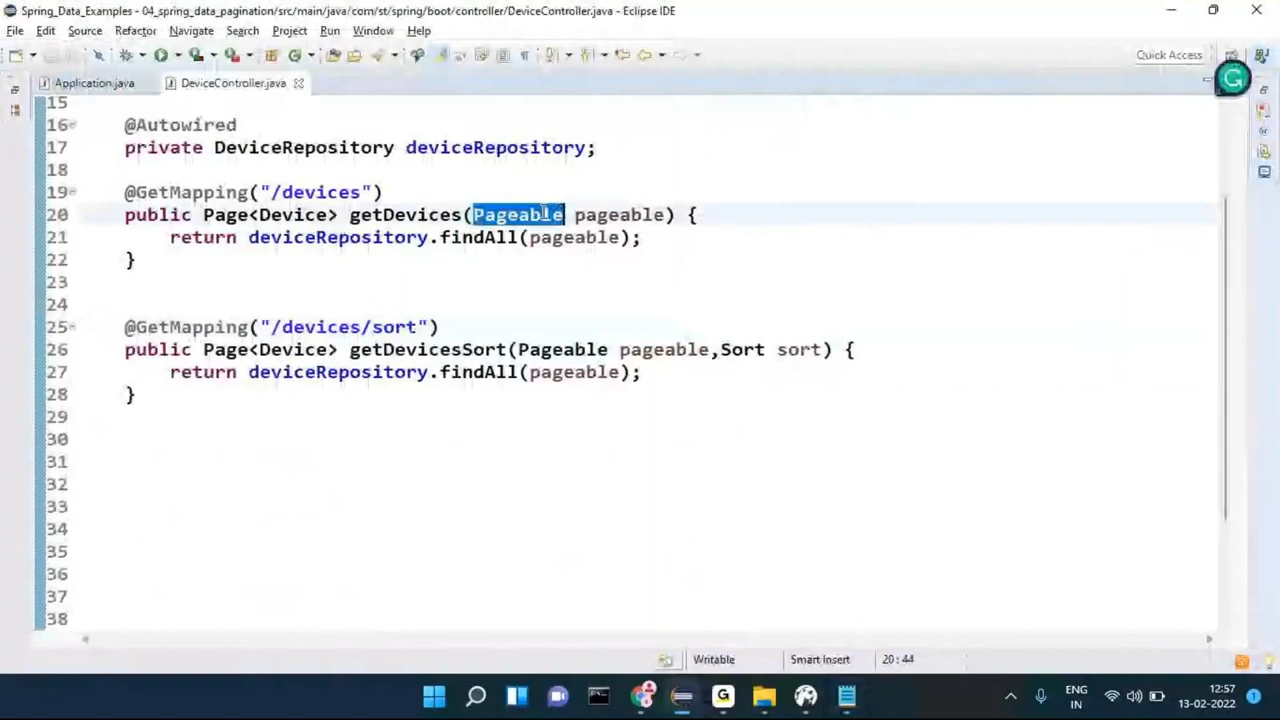 Spring_Data_Examples - 04_spring_data_pagination/src/main/java/com/st/spring/boot/controller/DeviceController.java - Eclipse IDE
File Edit Source Refactor Navigate Search Project Run Window Help
Quick Access
Application.java DeviceController.java
15
16 @Autowired
17 private DeviceRepository deviceRepository;
18
19 @GetMapping("/devices")
20 public Page<Device> getDevices(Pageable pageable) {
21 return deviceRepository.findAll(pageable);
22 }
23
24
25 @GetMapping("/devices/sort")
26 public Page<Device> getDevicesSort(Pageable pageable,Sort sort) {
27 return deviceRepository.findAll(pageable);
28 }
29
30
31
32
33
34
35
36
37
38
Writable Smart Insert 20 : 44
ENG
IN
12:57
13-02-2022